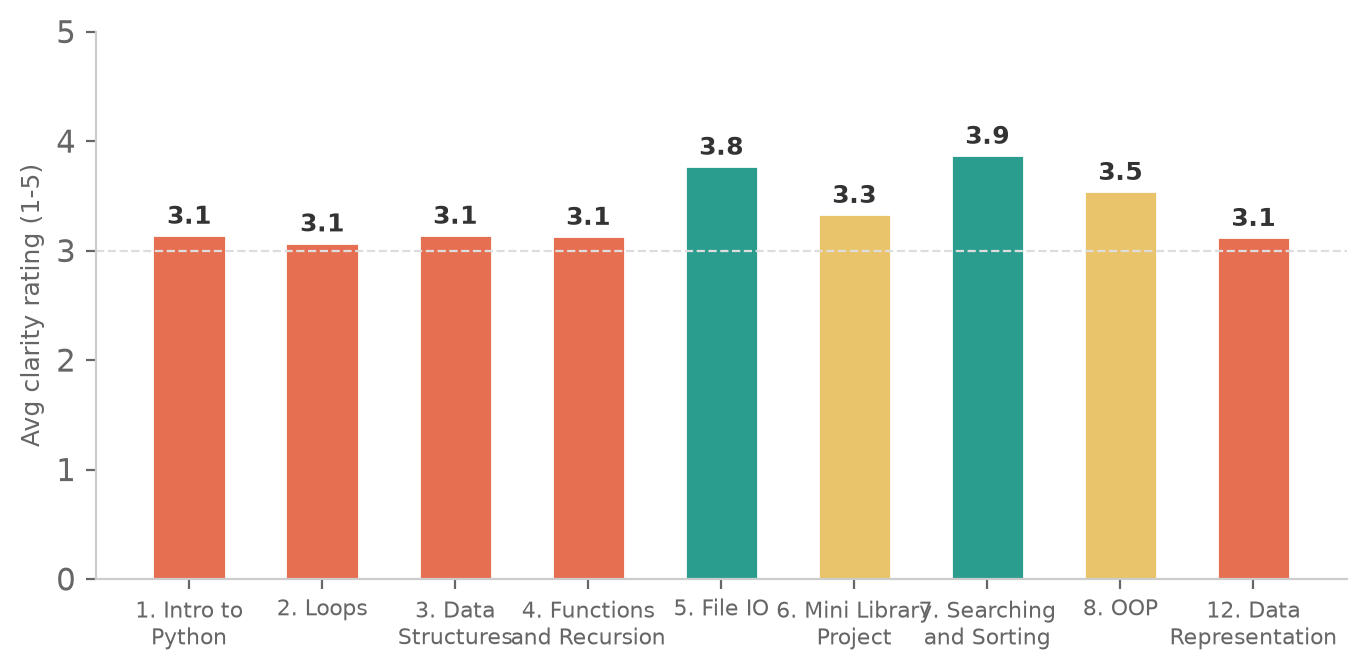 5
4
3
2
1
0
Avg clarity rating (1-5)
3.1
3.1
3.1
3.1
3.8
3.3
3.9
3.5
3.1
1. Intro to
Python
2. Loops
3. Data
Structures
4. Functions
and Recursion
5. File IO
6. Mini Library
Project
7. Searching
and Sorting
8. OOP
12. Data
Representation